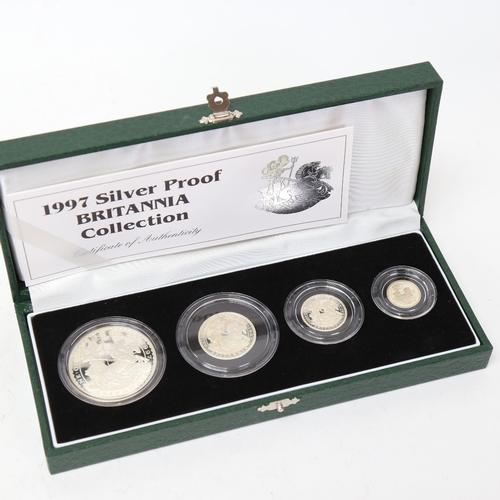 1997 Silver Proof
BRITANNIA
Collection
Certificate of Authenticity